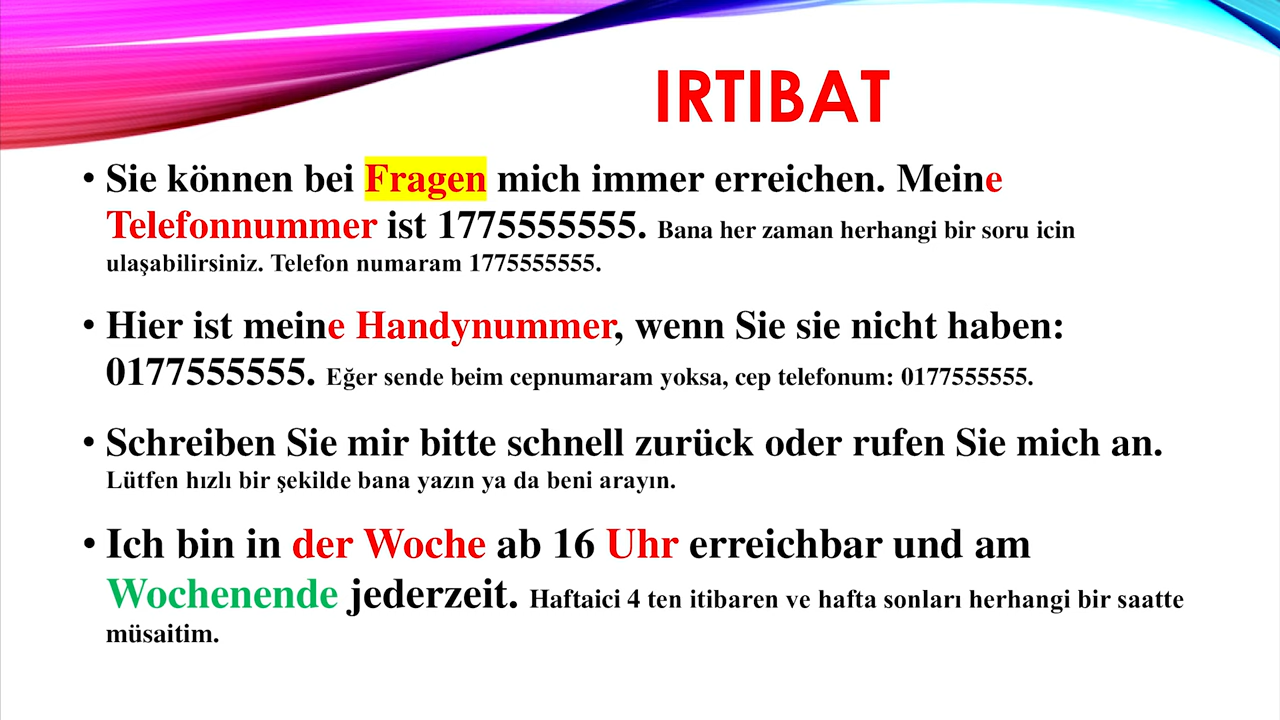 IRTIBAT
• Sie können bei Fragen mich immer erreichen. Meine
Telefonnummer ist 1775555555. Bana her zaman herhangi bir soru icin
ulaşabilirsiniz. Telefon numaram 1775555555.
• Hier ist meine Handynummer, wenn Sie sie nicht haben:
0177555555. Eğer sende beim cepnumaram yoksa, cep telefonum: 0177555555.
• Schreiben Sie mir bitte schnell zurück oder rufen Sie mich an.
Lütfen hızlı bir şekilde bana yazın ya da beni arayın.
• Ich bin in der Woche ab 16 Uhr erreichbar und am
Wochenende jederzeit. Haftaici 4 ten itibaren ve hafta sonları herhangi bir saatte
müsaitim.